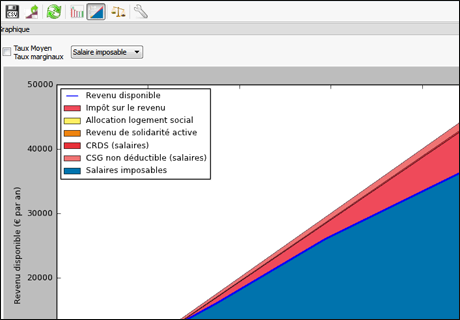 CSV
Graphique
Taux Moyen
Taux marginaux
Salaire imposable
50000
40000
30000
20000
Revenu disponible (€ par an)
Revenu disponible
Impôt sur le revenu
Allocation logement social
Revenu de solidarité active
CRDS (salaires)
CSG non déductible (salaires)
Salaires imposables